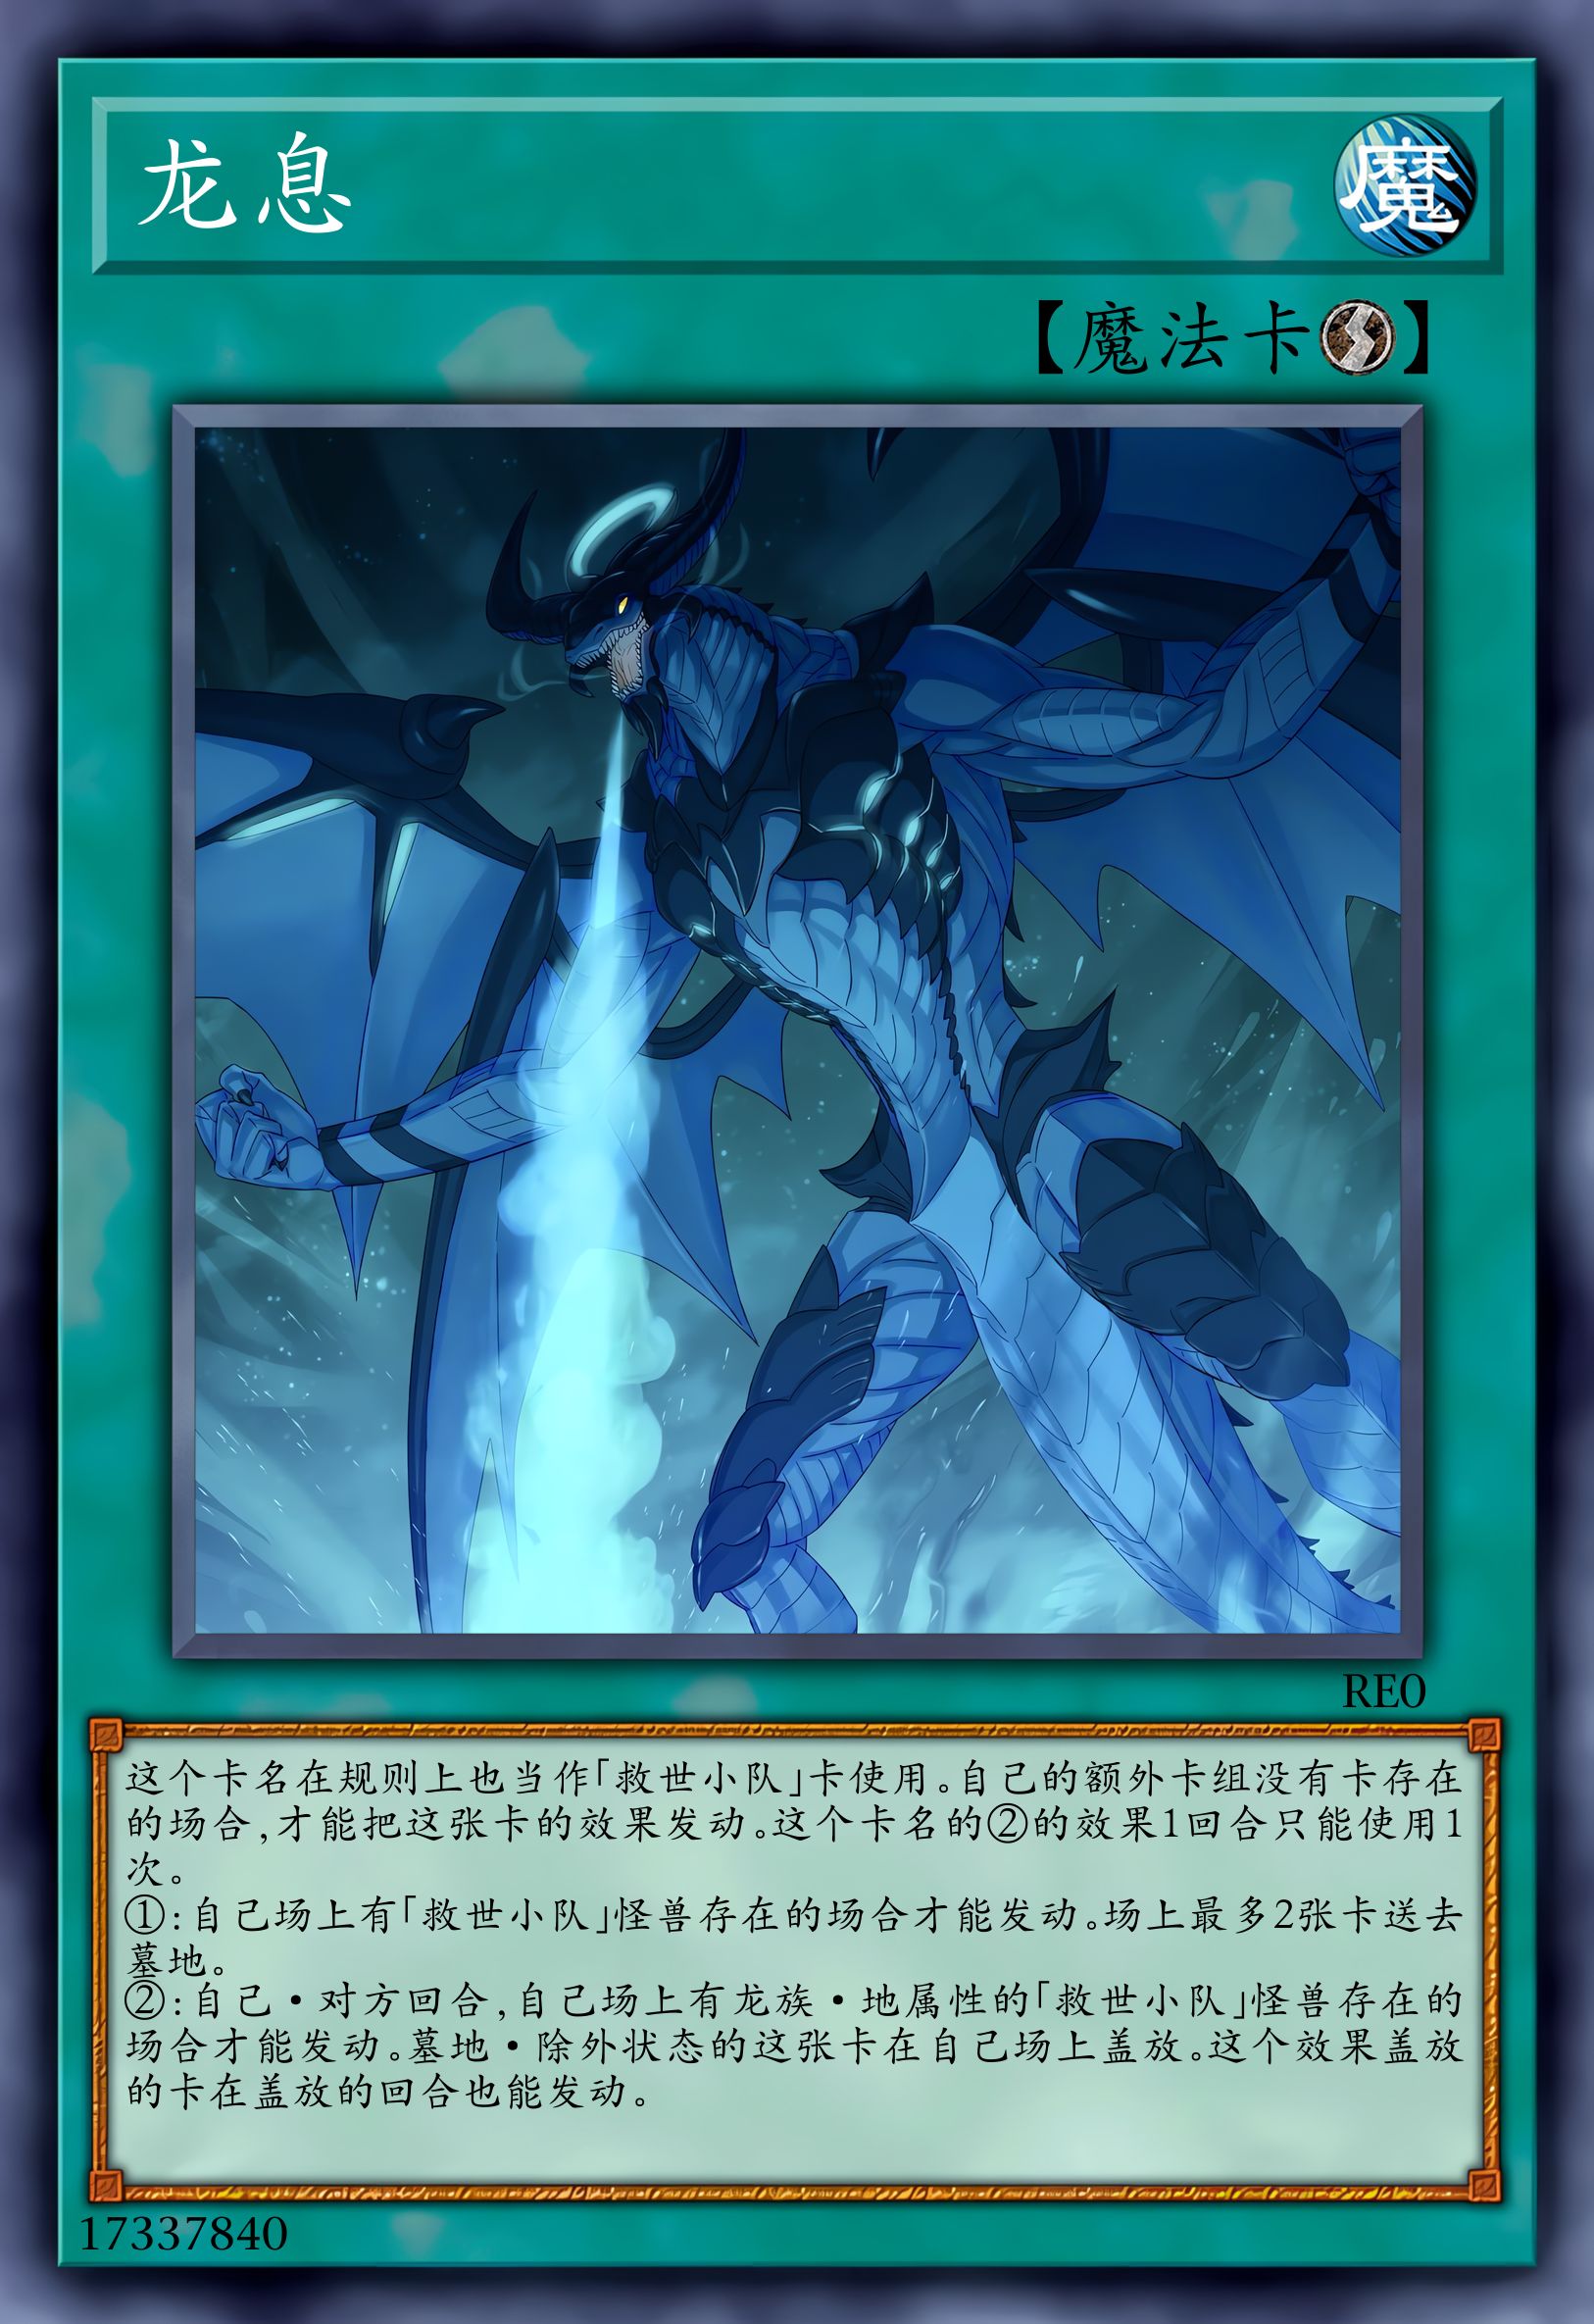 龙息
魔
【魔法卡】
REO
这个卡名在规则上也当作「救世小队」卡使用。自己的额外卡组没有卡存在
的场合,才能把这张卡的效果发动。这个卡名的②的效果1回合只能使用1
次。
①:自己场上有「救世小队」怪兽存在的场合才能发动。场上最多2张卡送去
墓地。
②:自己·对方回合,自己场上有龙族·地属性的「救世小队」怪兽存在的
场合才能发动。墓地·除外状态的这张卡在自己场上盖放。这个效果盖放
的卡在盖放的回合也能发动。
17337840